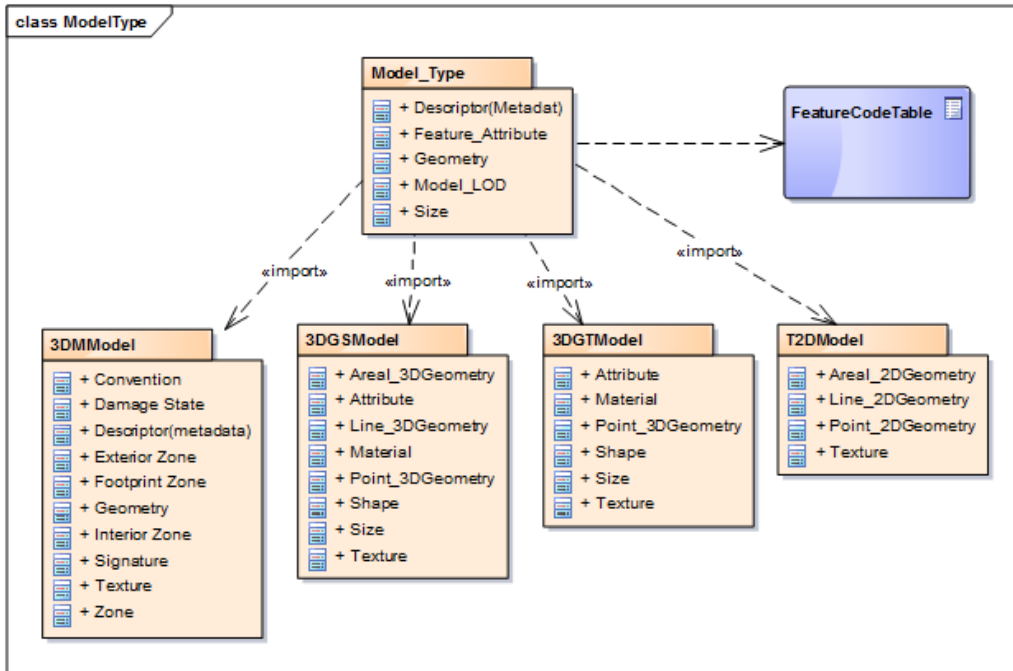 class ModelType
Model_Type
+ Descriptor(Metadat)
+ Feature_Attribute
+ Geometry
+ Model_LOD
+ Size
FeatureCodeTable
«import»
«import»
«import»
«import»
3DMModel
+ Convention
+ Damage State
+ Descriptor(metadata)
+ Exterior Zone
+ Footprint Zone
+ Geometry
+ Interior Zone
+ Signature
+ Texture
+ Zone
3DGSModel
+ Areal_3DGeometry
+ Attribute
+ Line_3DGeometry
+ Material
+ Point_3DGeometry
+ Shape
+ Size
+ Texture
3DGTModel
+ Attribute
+ Material
+ Point_3DGeometry
+ Shape
+ Size
+ Texture
T2DModel
+ Areal_2DGeometry
+ Line_2DGeometry
+ Point_2DGeometry
+ Texture